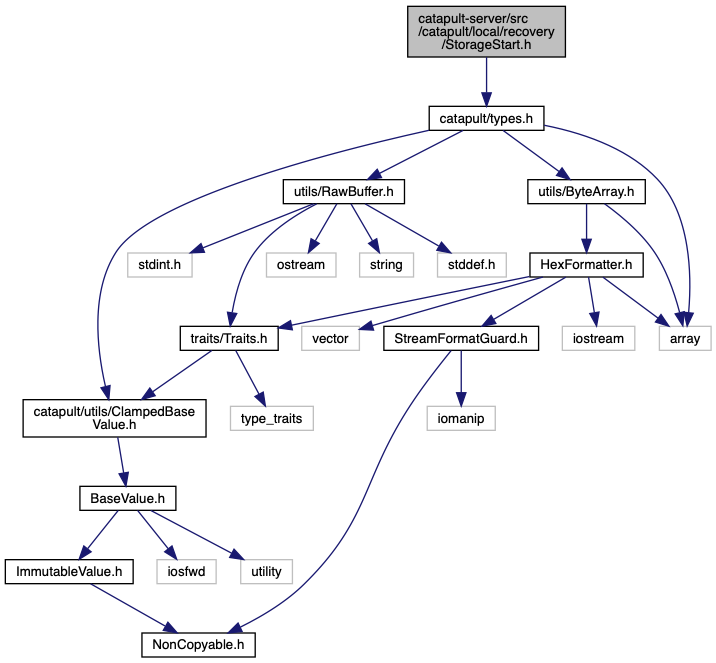 catapult-server/src
/catapult/local/recovery
/StorageStart.h
catapult/types.h
utils/RawBuffer.h
utils/ByteArray.h
stdint.h
ostream
string
stddef.h
HexFormatter.h
traits/Traits.h
vector
StreamFormatGuard.h
iostream
array
catapult/utils/ClampedBase
Value.h
type_traits
iomanip
BaseValue.h
ImmutableValue.h
iosfwd
utility
NonCopyable.h